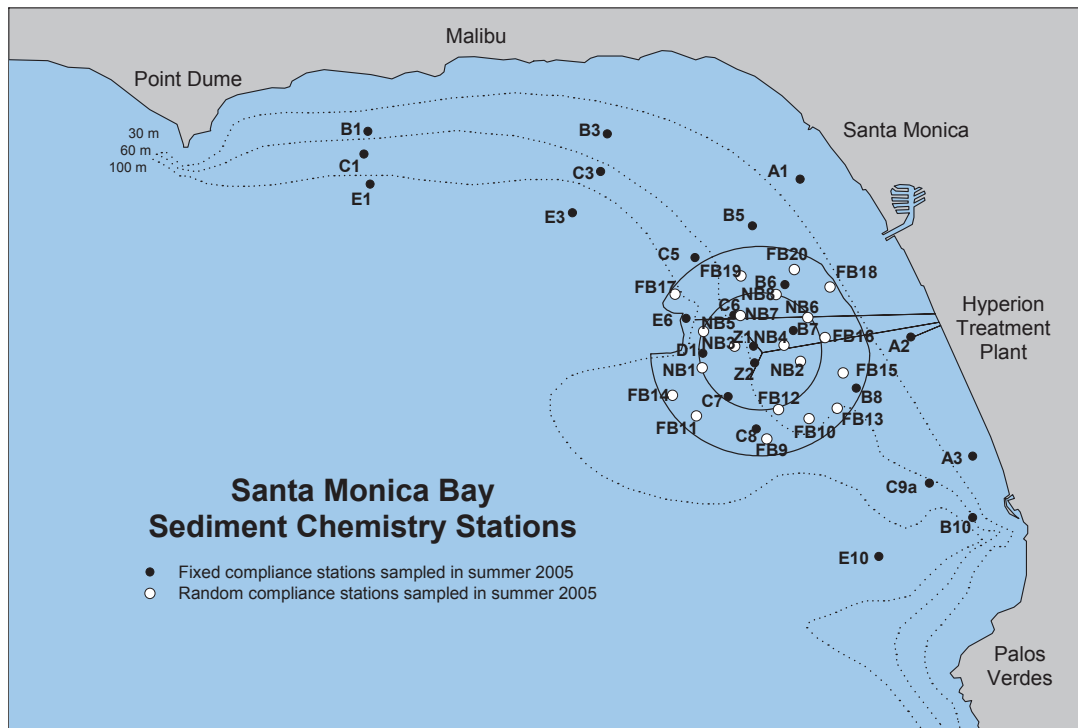 Malibu
Point Dume
Santa Monica
30 m
60 m
100 m
B1
B3
C1
C3
A1
E1
E3
B5
C5
FB19
FB20
FB18
B6
FB17
NB8
C6
NB7
NB6
E6
NB5
B7
Hyperion
Treatment
Plant
NB3
Z1
NB4
FB16
A2
D1
Z2
NB2
NB1
FB15
FB14
C7
FB12
B8
FB11
C8
FB10
FB13
FB9
A3
C9a
B10
E10
Santa Monica Bay
Sediment Chemistry Stations
Fixed compliance stations sampled in summer 2005
Random compliance stations sampled in summer 2005
Palos
Verdes